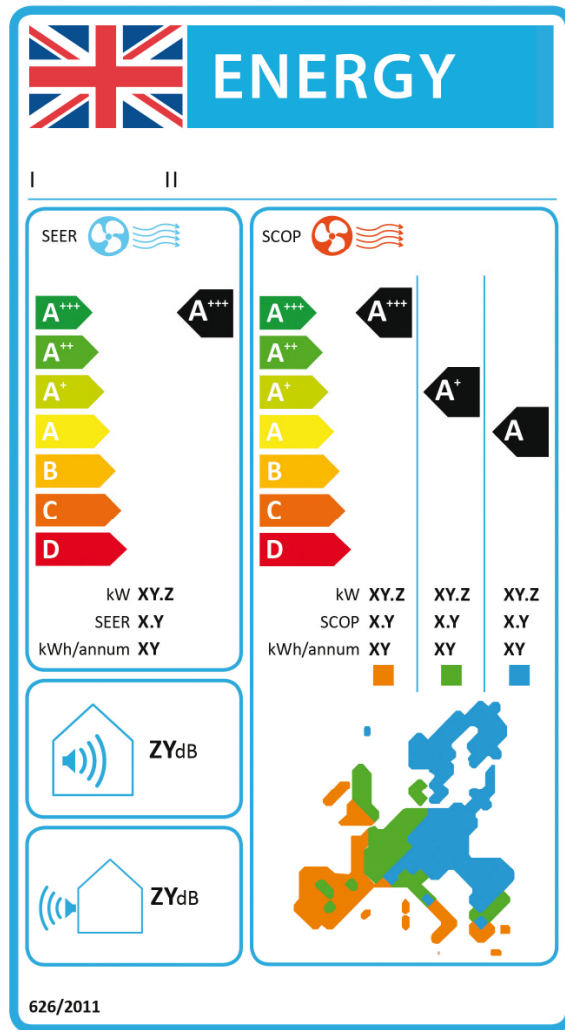 ENERGY
I II
SEER
A+++
A++
A+
A
B
C
D
A+++
kW XY.Z
SEER X.Y
kWh/annum XY
SCOP
A+++
A++
A+
A
B
C
D
A+++
A+
A
kW XY.Z XY.Z XY.Z
SCOP X.Y X.Y X.Y
kWh/annum XY XY XY
ZYdB
ZYdB
626/2011